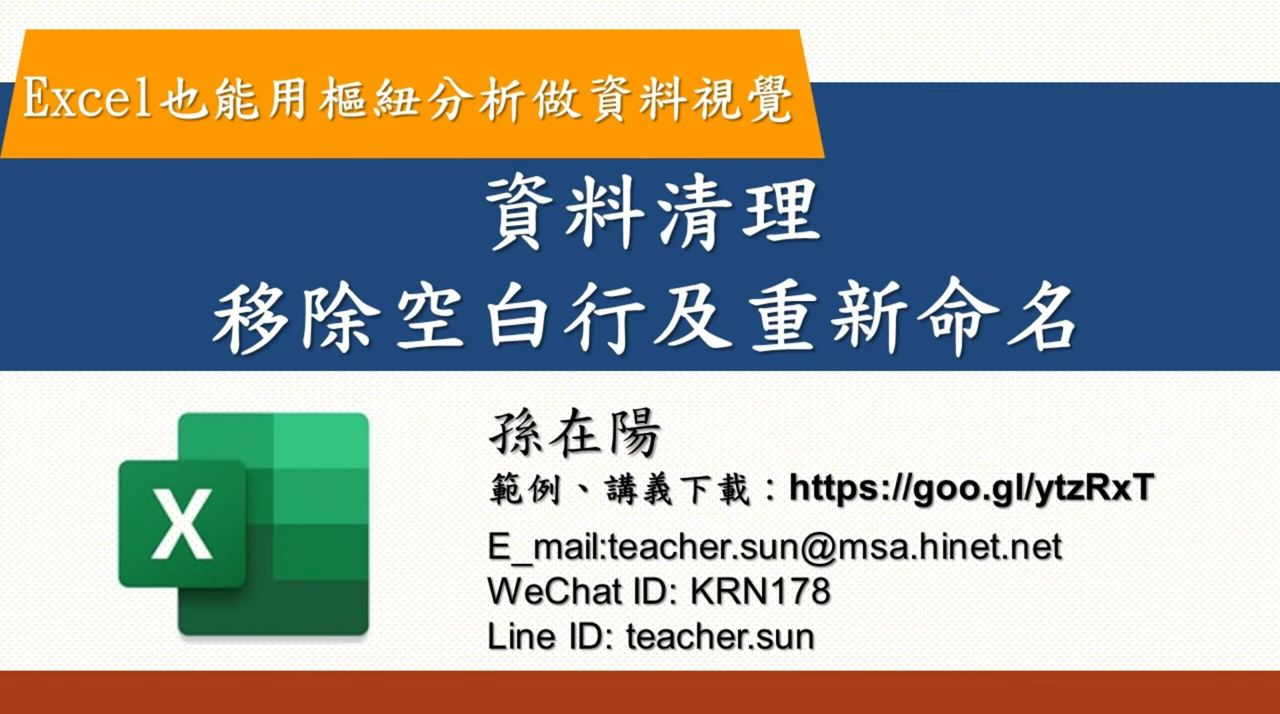 Excel也能用樞紐分析做資料視覺
資料清理
移除空白行及重新命名
X
孫在陽
範例、講義下載：https://goo.gl/ytzRxT
E_mail:teacher.sun@msa.hinet.net
WeChat ID: KRN178
Line ID: teacher.sun